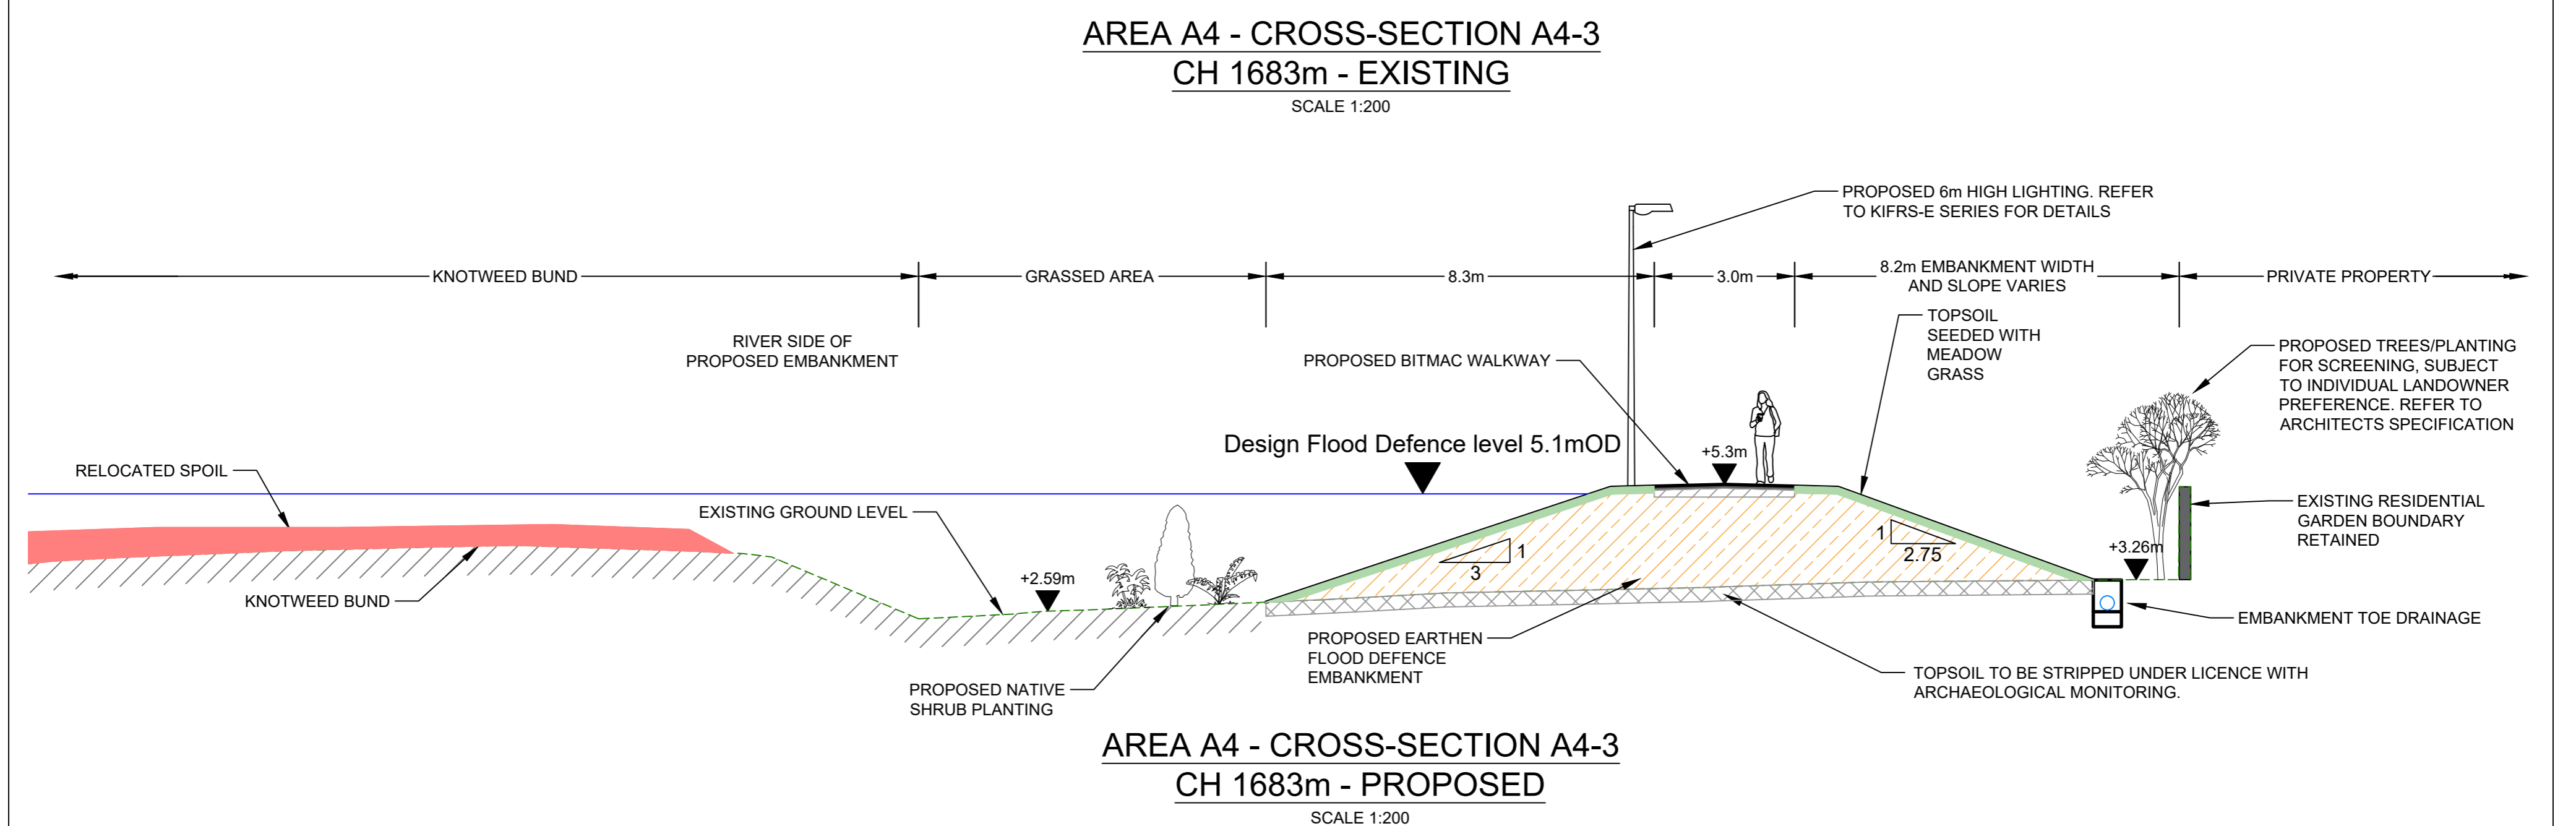 AREA A4 - CROSS-SECTION A4-3
CH 1683m - EXISTING
SCALE 1:200
PROPOSED 6m HIGH LIGHTING. REFER
TO KIFRS-E SERIES FOR DETAILS
KNOTWEED BUND
GRASSED AREA
8.3m
3.0m
8.2m EMBANKMENT WIDTH
AND SLOPE VARIES
PRIVATE PROPERTY
RIVER SIDE OF
PROPOSED EMBANKMENT
PROPOSED BITMAC WALKWAY
TOPSOIL
SEEDED WITH
MEADOW
GRASS
PROPOSED TREES/PLANTING
FOR SCREENING, SUBJECT
TO INDIVIDUAL LANDOWNER
PREFERENCE. REFER TO
ARCHITECTS SPECIFICATION
Design Flood Defence level 5.1mOD
+5.3m
RELOCATED SPOIL
EXISTING GROUND LEVEL
EXISTING RESIDENTIAL
GARDEN BOUNDARY
RETAINED
1
3
1
2.75
+3.26m
+2.59m
KNOTWEED BUND
EMBANKMENT TOE DRAINAGE
PROPOSED EARTHEN
FLOOD DEFENCE
EMBANKMENT
TOPSOIL TO BE STRIPPED UNDER LICENCE WITH
ARCHAEOLOGICAL MONITORING.
PROPOSED NATIVE
SHRUB PLANTING
AREA A4 - CROSS-SECTION A4-3
CH 1683m - PROPOSED
SCALE 1:200